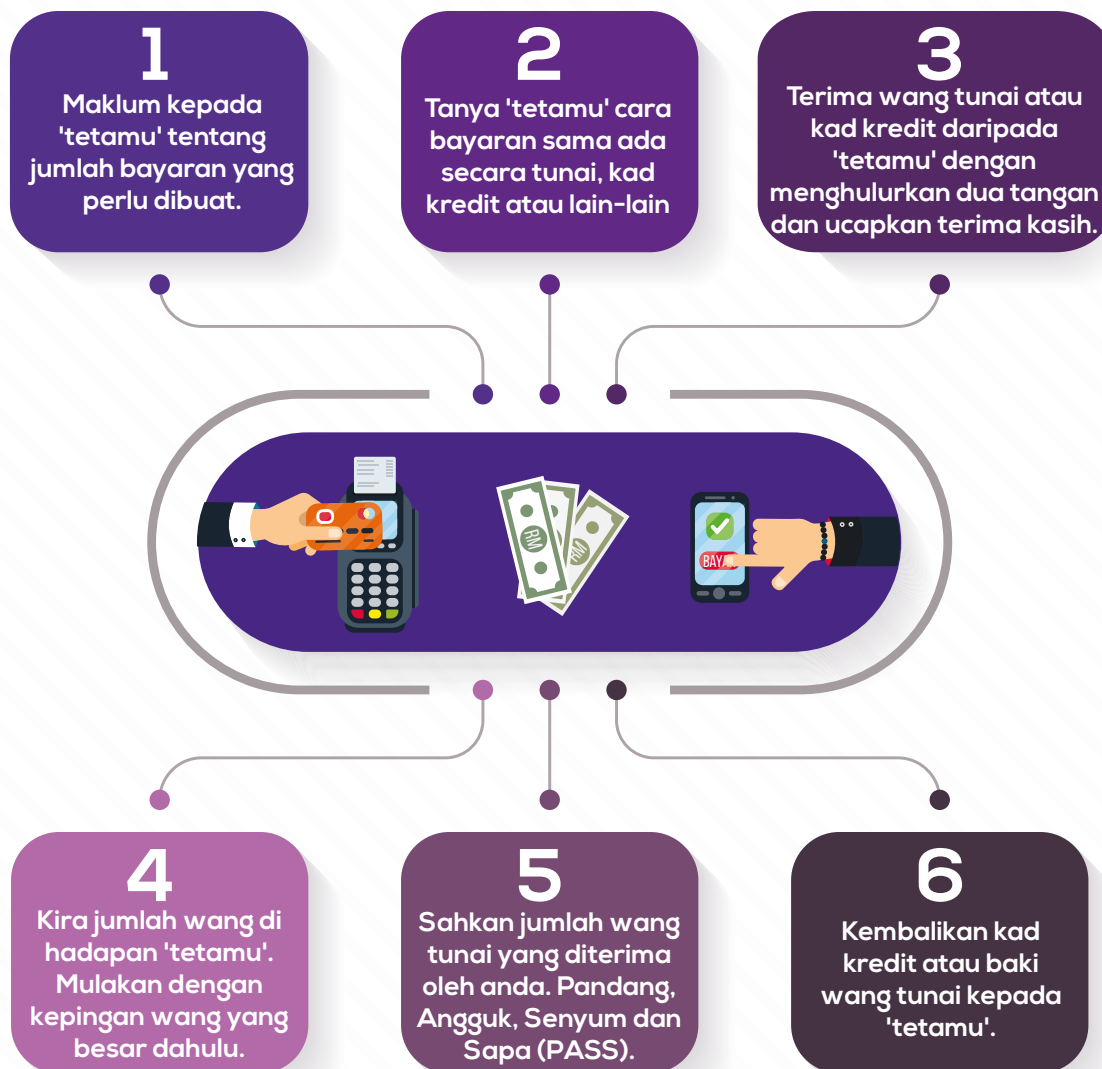 1
Maklum kepada
'tetamu' tentang
jumlah bayaran yang
perlu dibuat.
2
Tanya 'tetamu' cara
bayaran sama ada
secara tunai, kad
kredit atau lain-lain
3
Terima wang tunai atau
kad kredit daripada
'tetamu' dengan
menghulurkan dua tangan
dan ucapkan terima kasih.
RM
RM
4
Kira jumlah wang di
hadapan 'tetamu'.
Mulakan dengan
kepingan wang yang
besar dahulu.
5
Sahkan jumlah wang
tunai yang diterima
oleh anda. Pandang,
Angguk, Senyum dan
Sapa (PASS).
6
Kembalikan kad
kredit atau baki
wang tunai kepada
'tetamu'.